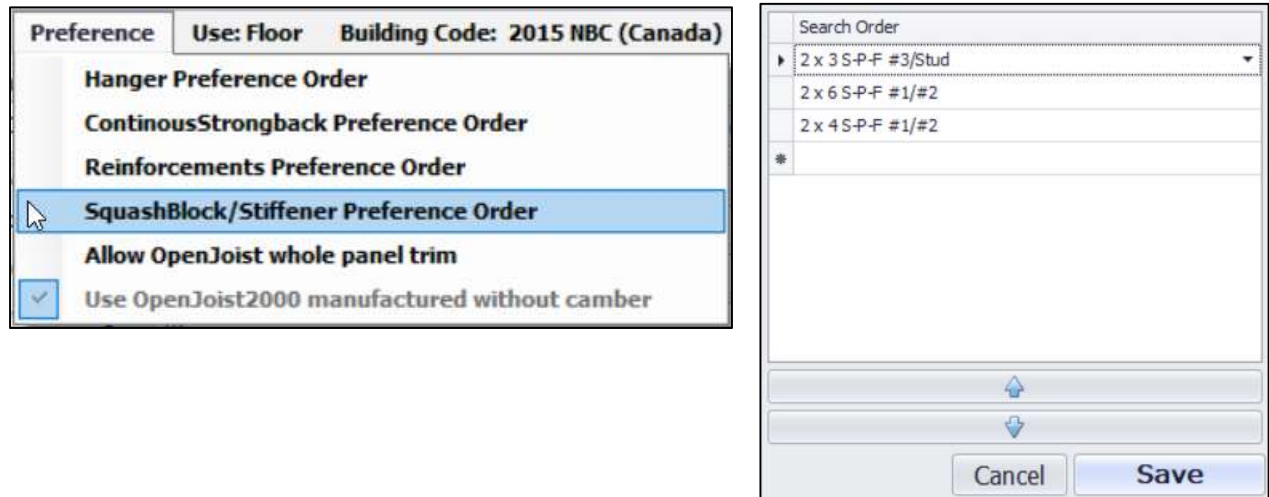 Preference Use: Floor Building Code: 2015 NBC (Canada)
Hanger Preference Order
ContinousStrongback Preference Order
Reinforcements Preference Order
SquashBlock/Stiffener Preference Order
Allow OpenJoist whole panel trim
Use OpenJoist2000 manufactured without camber
Search Order
2 x 3 S-P-F #3/Stud
2 x 6 S-P-F #1/#2
2 x 4 S-P-F #1/#2
Cancel Save